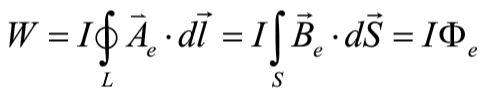 W = I∮_L A⃗_e · dl⃗ = I∫_S B⃗_e · dS⃗ = IΦ_e